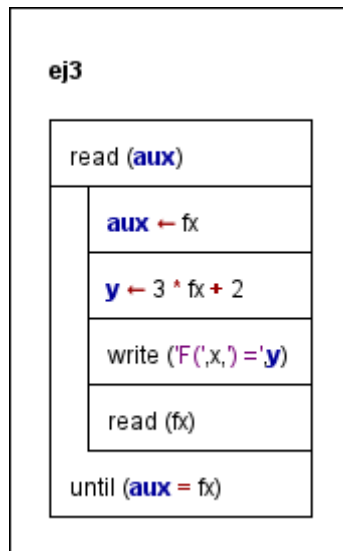 ej3
read (aux)
aux ← fx
y ← 3 * fx + 2
write ('F(',x,') ='.y)
read (fx)
until (aux = fx)